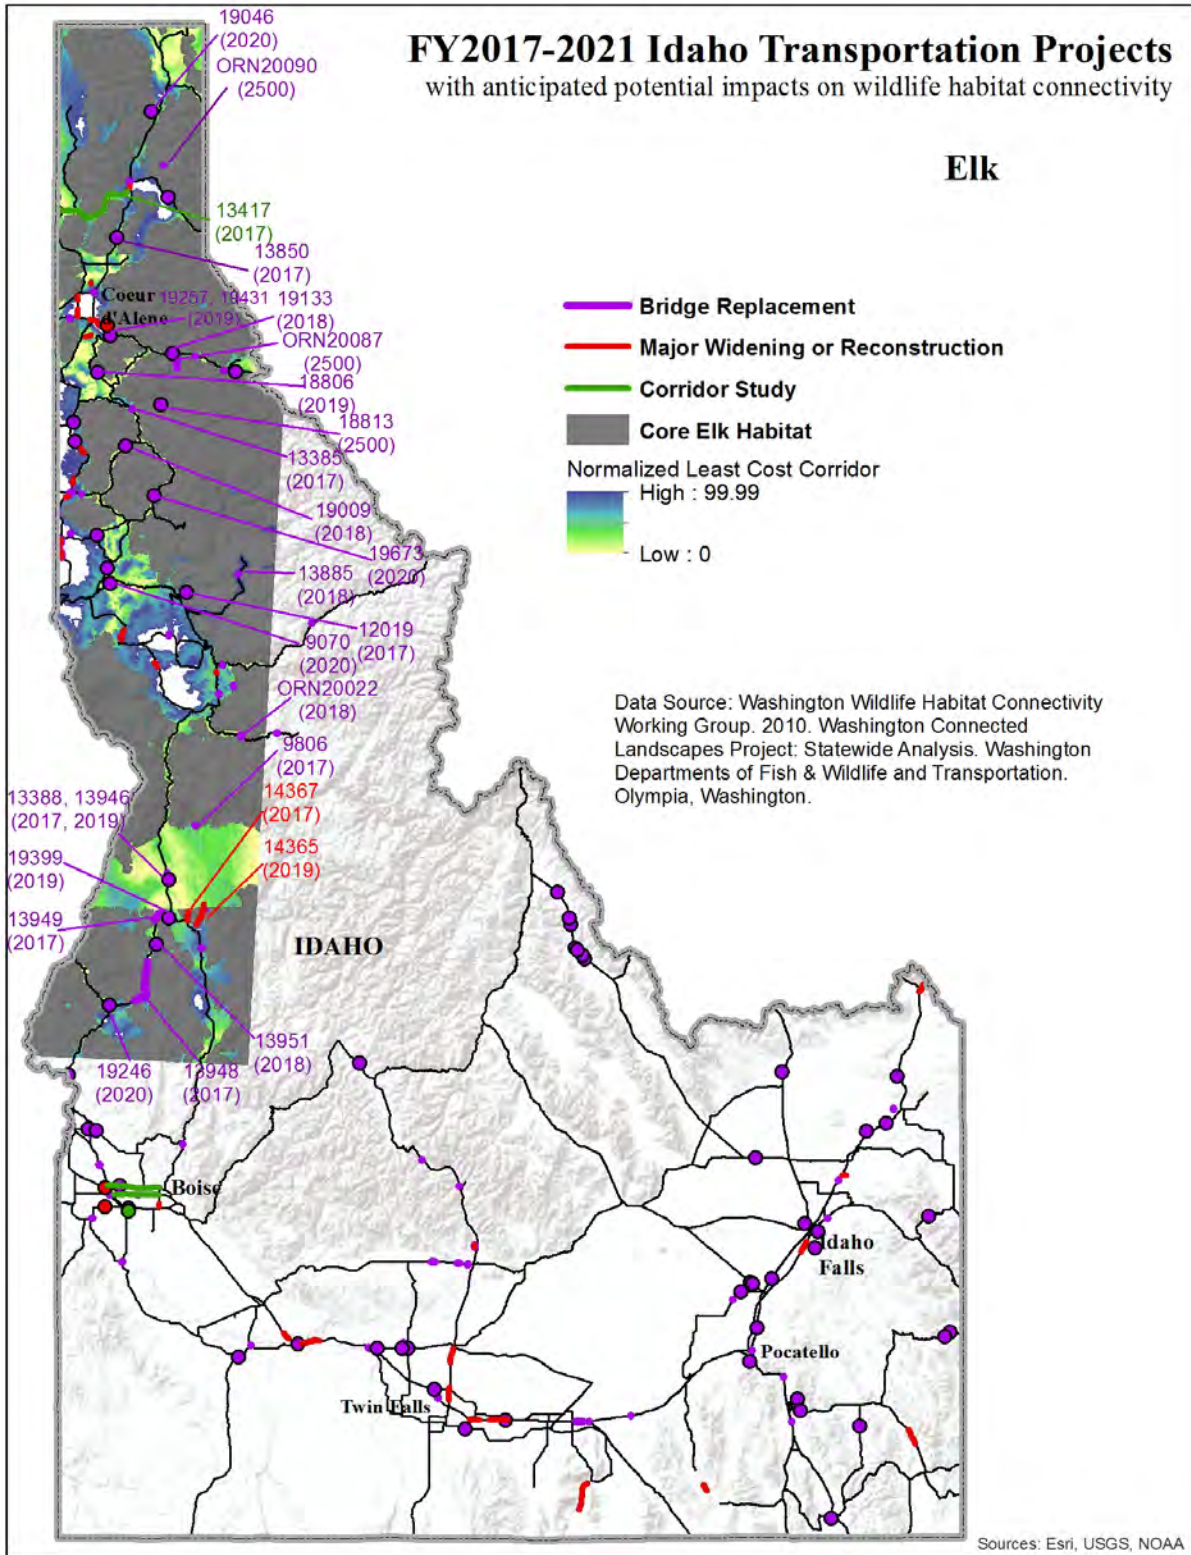 FY2017-2021 Idaho Transportation Projects
with anticipated potential impacts on wildlife habitat connectivity
Elk
19046
(2020)
ORN20090
(2500)
13417
(2017)
13850
(2017)
Coeur
d'Alene
19257, 19431
(2019)
19133
(2018)
ORN20087
(2500)
18806
(2019)
18813
(2500)
13385
(2017)
19009
(2018)
19673
(2020)
13885
(2018)
12019
(2017)
9070
(2020)
ORN20022
(2018)
9806
(2017)
14367
(2017)
14365
(2019)
13388, 13946
(2017, 2019)
19399
(2019)
13949
(2017)
13951
(2018)
19246
(2020)
13948
(2017)
Bridge Replacement
Major Widening or Reconstruction
Corridor Study
Core Elk Habitat
Normalized Least Cost Corridor
High : 99.99
Low : 0
Data Source: Washington Wildlife Habitat Connectivity
Working Group. 2010. Washington Connected
Landscapes Project: Statewide Analysis. Washington
Departments of Fish & Wildlife and Transportation.
Olympia, Washington.
IDAHO
Boise
Idaho
Falls
Pocatello
Twin Falls
Sources: Esri, USGS, NOAA